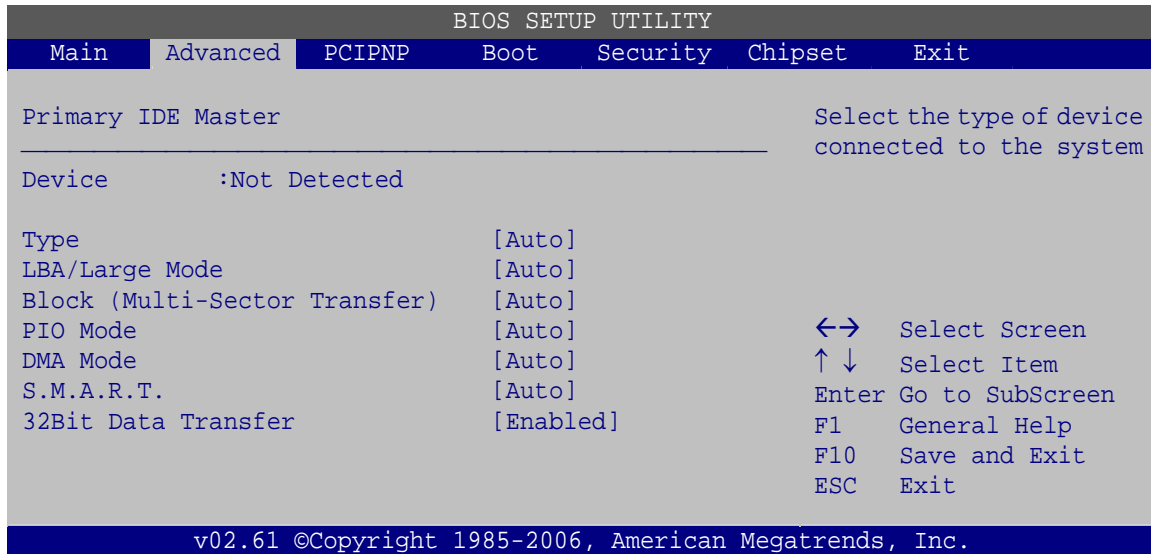 BIOS SETUP UTILITY
Main Advanced PCIPNP Boot Security Chipset Exit
Primary IDE Master
Device :Not Detected
Type [Auto]
LBA/Large Mode [Auto]
Block (Multi-Sector Transfer) [Auto]
PIO Mode [Auto]
DMA Mode [Auto]
S.M.A.R.T. [Auto]
32Bit Data Transfer [Enabled]
Select the type of device
connected to the system
←→ Select Screen
↑ ↓ Select Item
Enter Go to SubScreen
F1 General Help
F10 Save and Exit
ESC Exit
v02.61 ©Copyright 1985-2006, American Megatrends, Inc.